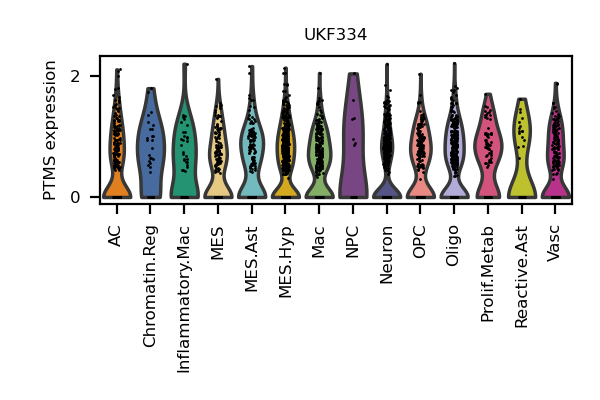 UKF334
PTMS expression
2
0
AC
Chromatin.Reg
Inflammatory.Mac
MES
MES.Ast
MES.Hyp
Mac
NPC
Neuron
OPC
Oligo
Prolif.Metab
Reactive.Ast
Vasc